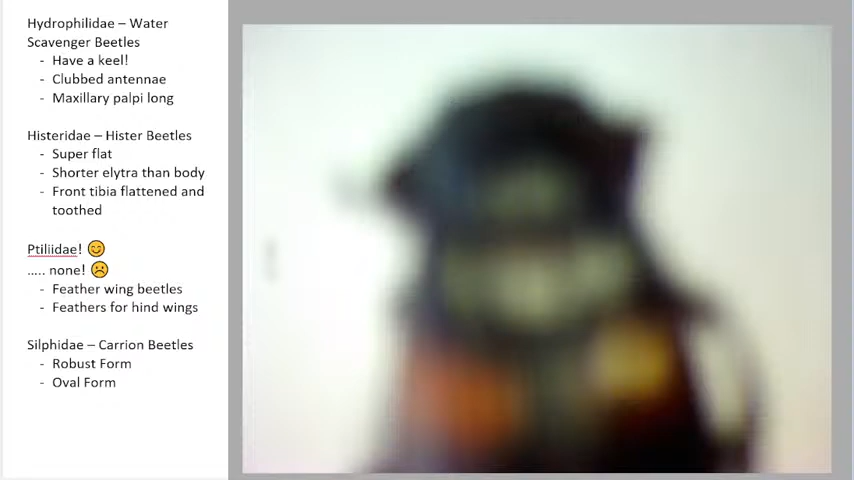 Hydrophilidae – Water
Scavenger Beetles
- Have a keel!
- Clubbed antennae
- Maxillary palpi long
Histeridae – Hister Beetles
- Super flat
- Shorter elytra than body
- Front tibia flattened and
toothed
Ptiliidae! 😊
..... none! ☹️
- Feather wing beetles
- Feathers for hind wings
Silphidae – Carrion Beetles
- Robust Form
- Oval Form